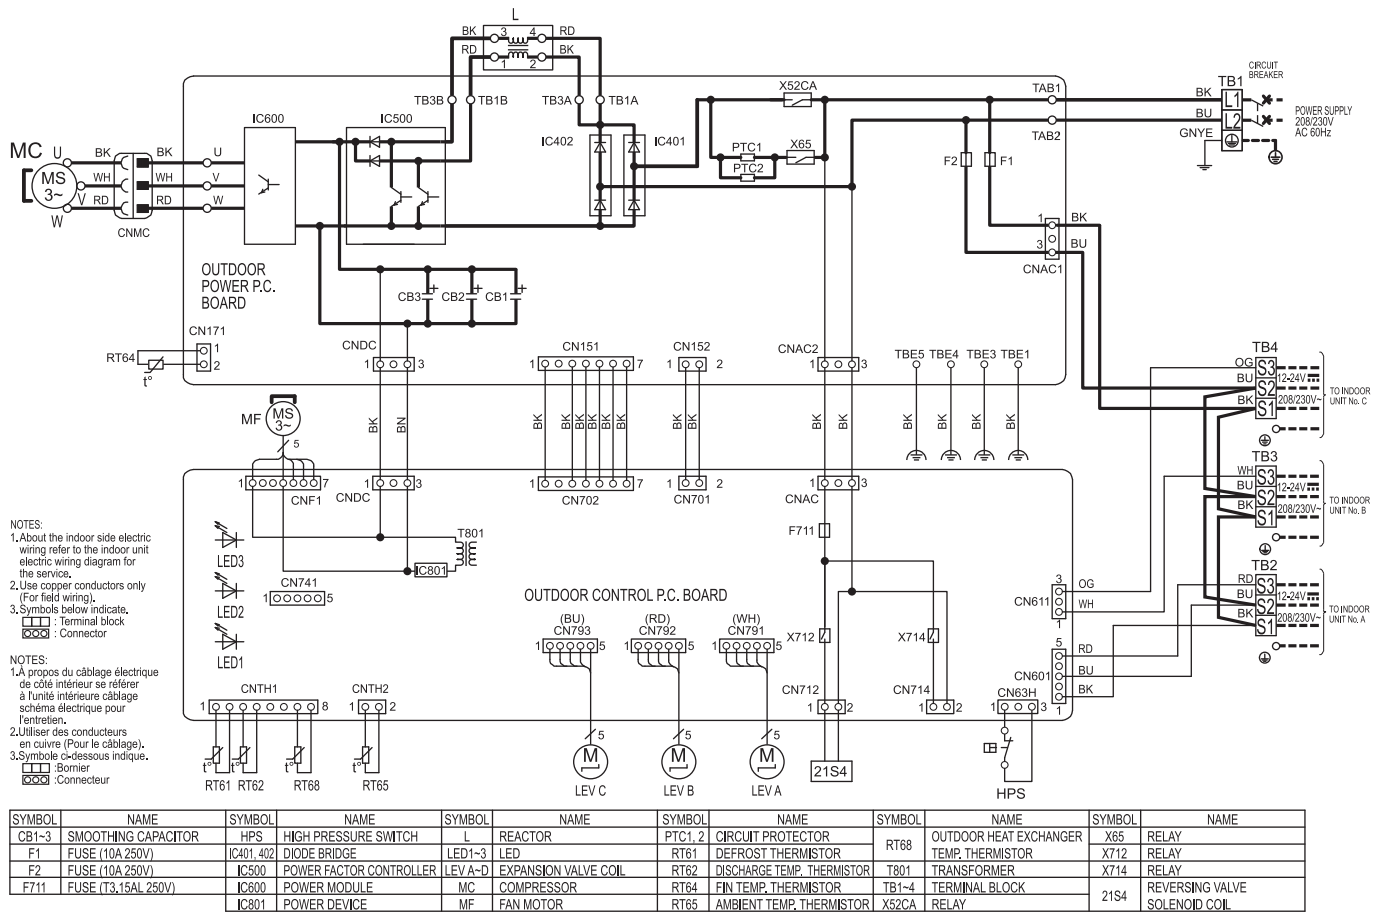 L
BK 3 4 RD
RD 1 2 BK
TB3B TB1B TB3A TB1A
X52CA
TAB1
TAB2
TB1
CIRCUIT
BREAKER
BK L1
BU L2
GNYE
POWER SUPPLY
208/230V
AC 60Hz
IC600 IC500 IC402 IC401
PTC1
PTC2
X65
F2 F1
MC
MS
3~
U BK BK U
V WH WH V
W RD RD W
CNMC
1 BK
3 BU
CNAC1
OUTDOOR
POWER P.C.
BOARD
CB3 + CB2 + CB1 +
CN171
1
2
RT64
t°
CNDC
1 3
CN151
1 7
CN152
1 2
CNAC2
1 3
TBE5 TBE4 TBE3 TBE1
MF
MS
3~
5
BK BN BK BK BK BK BK BK BK BK BK BK BK BK BK BK
TB4
OG S3 12-24V
BU S2
BK S1 208/230V~
TO INDOOR
UNIT No. C
TB3
WH S3 12-24V
BU S2
BK S1 208/230V~
TO INDOOR
UNIT No. B
TB2
RD S3 12-24V
BU S2
BK S1 208/230V~
TO INDOOR
UNIT No. A
1 7
CNF1
CNDC
1 3
1 7
CN702
1 2
CN701
CNAC
1 3
F711
T801
IC801
LED3
LED2
LED1
CN741
1 5
OUTDOOR CONTROL P.C. BOARD
(BU)
CN793
1 5
(RD)
CN792
1 5
(WH)
CN791
1 5
X712 X714
3 OG
CN611
1 WH
5 RD
CN601 BU
1 BK
CNTH1
1 8
CNTH2
1 2
CN712
1 2
CN714
1 2
CN63H
1 3
t° t° t° t°
RT61 RT62 RT68 RT65
5 5 5
M M M
LEV C LEV B LEV A
21S4
HPS
NOTES:
1.About the indoor side electric
wiring refer to the indoor unit
electric wiring diagram for
the service.
2.Use copper conductors only
(For field wiring).
3.Symbols below indicate.
: Terminal block
: Connector
NOTES:
1.À propos du câblage électrique
de côté intérieur se référer
à l'unité intérieure câblage
schéma électrique pour
l'entretien.
2.Utiliser des conducteurs
en cuivre (Pour le câblage).
3.Symbole ci-dessous indique.
:Bornier
:Connecteur
SYMBOL NAME SYMBOL NAME SYMBOL NAME SYMBOL NAME SYMBOL NAME SYMBOL NAME
CB1~3 SMOOTHING CAPACITOR HPS HIGH PRESSURE SWITCH L REACTOR PTC1, 2 CIRCUIT PROTECTOR RT68 OUTDOOR HEAT EXCHANGER X65 RELAY
F1 FUSE (10A 250V) IC401, 402 DIODE BRIDGE LED1~3 LED RT61 DEFROST THERMISTOR TEMP. THERMISTOR X712 RELAY
F2 FUSE (10A 250V) IC500 POWER FACTOR CONTROLLER LEV A~D EXPANSION VALVE COIL RT62 DISCHARGE TEMP. THERMISTOR T801 TRANSFORMER X714 RELAY
F711 FUSE (T3.15AL 250V) IC600 POWER MODULE MC COMPRESSOR RT64 FIN TEMP. THERMISTOR TB1~4 TERMINAL BLOCK 21S4 REVERSING VALVE
IC801 POWER DEVICE MF FAN MOTOR RT65 AMBIENT TEMP. THERMISTOR X52CA RELAY SOLENOID COIL